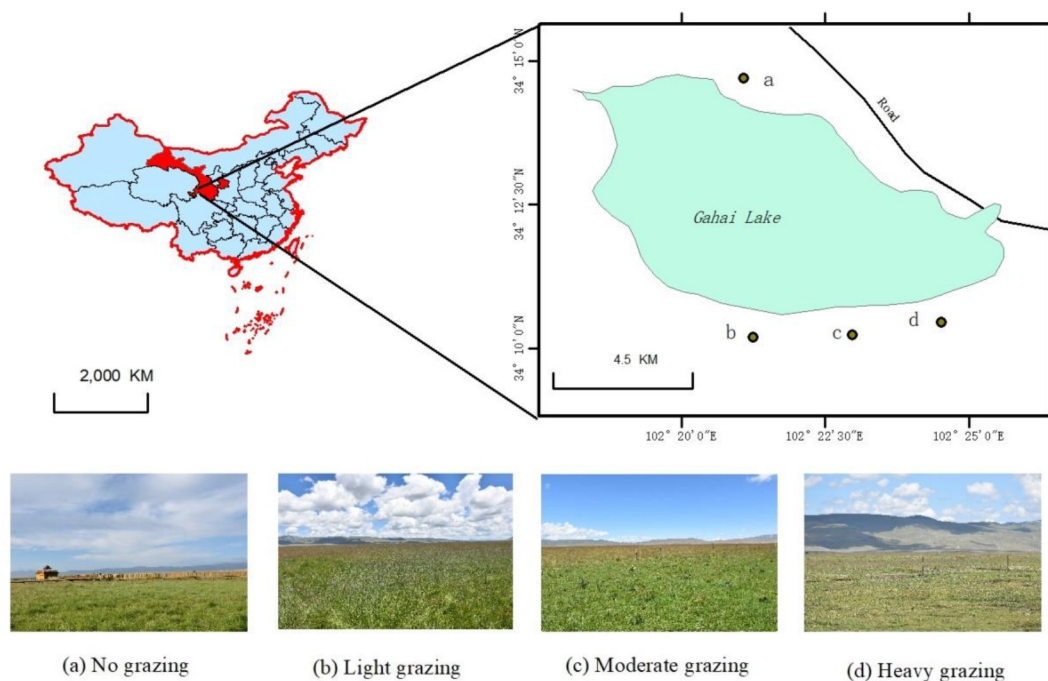 2,000 KM
34° 15′0″N
34° 12′30″N
34° 10′0″N
a
Road
Gahai Lake
b
c
d
4.5 KM
102° 20′0″E
102° 22′30″E
102° 25′0″E
(a) No grazing
(b) Light grazing
(c) Moderate grazing
(d) Heavy grazing